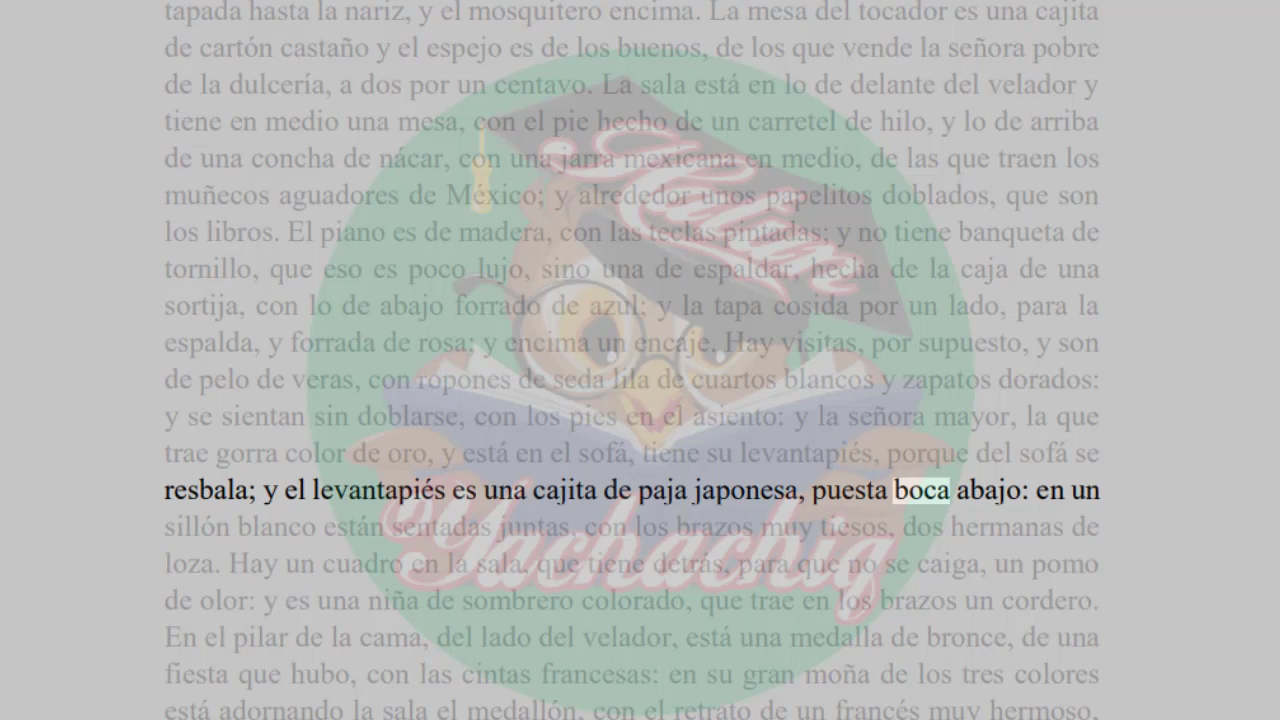 tapada hasta la nariz, y el mosquitero encima. La mesa del tocador es una cajita
de cartón castaño y el espejo es de los buenos, de los que vende la señora pobre
de la dulcería, a dos por un centavo. La sala está en lo de delante del velador y
tiene en medio una mesa, con el pie hecho de un carretel de hilo, y lo de arriba
de una concha de nácar, con una jarra mexicana en medio, de las que traen los
muñecos aguadores de México; y alrededor unos papelitos doblados, que son
los libros. El piano es de madera, con las teclas pintadas; y no tiene banqueta de
tornillo, que eso es poco lujo, sino una de espaldar, hecha de la caja de una
sortija, con lo de abajo forrado de azul; y la tapa cosida por un lado, para la
espalda, y forrada de rosa; y encima un encaje. Hay visitas, por supuesto, y son
de pelo de veras, con ropones de seda lila de cuartos blancos y zapatos dorados:
y se sientan sin doblarse, con los pies en el asiento: y la señora mayor, la que
trae gorra color de oro, y está en el sofá, tiene su levantapiés, porque del sofá se
resbala; y el levantapiés es una cajita de paja japonesa, puesta boca abajo: en un
sillón blanco están sentadas juntas, con los brazos muy tiesos, dos hermanas de
loza. Hay un cuadro en la sala, que tiene detrás, para que no se caiga, un pomo
de olor: y es una niña de sombrero colorado, que trae en los brazos un cordero.
En el pilar de la cama, del lado del velador, está una medalla de bronce, de una
fiesta que hubo, con las cintas francesas: en su gran moña de los tres colores
está adornando la sala el medallón, con el retrato de un francés muy hermoso,
Yachachiq